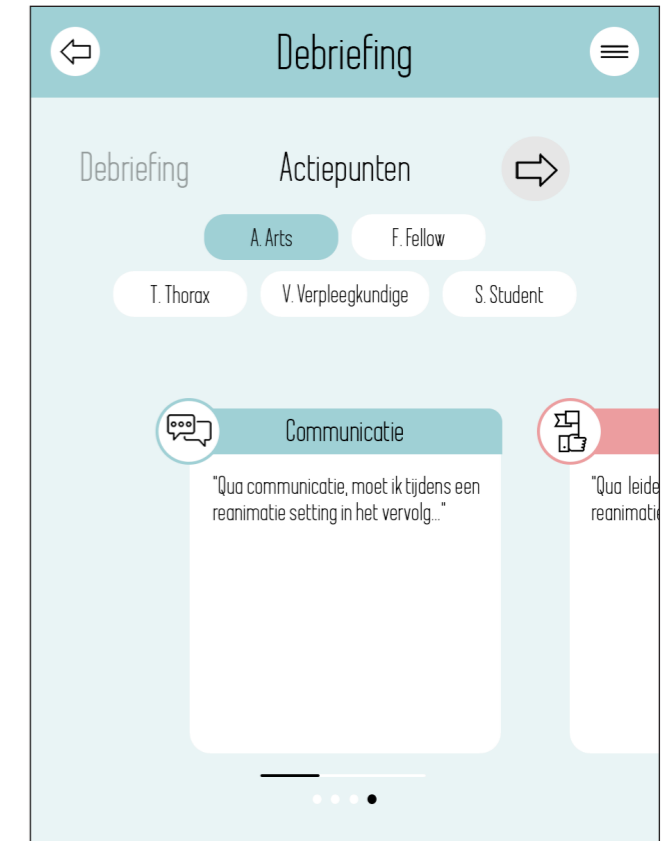 Debriefing
Debriefing
Actiepunten
A. Arts
F. Fellow
T. Thorax
V. Verpleegkundige
S. Student
Communicatie
"Qua communicatie, moet ik tijdens een
reanimatie setting in het vervolg..."
"Qua leide
reanimatie